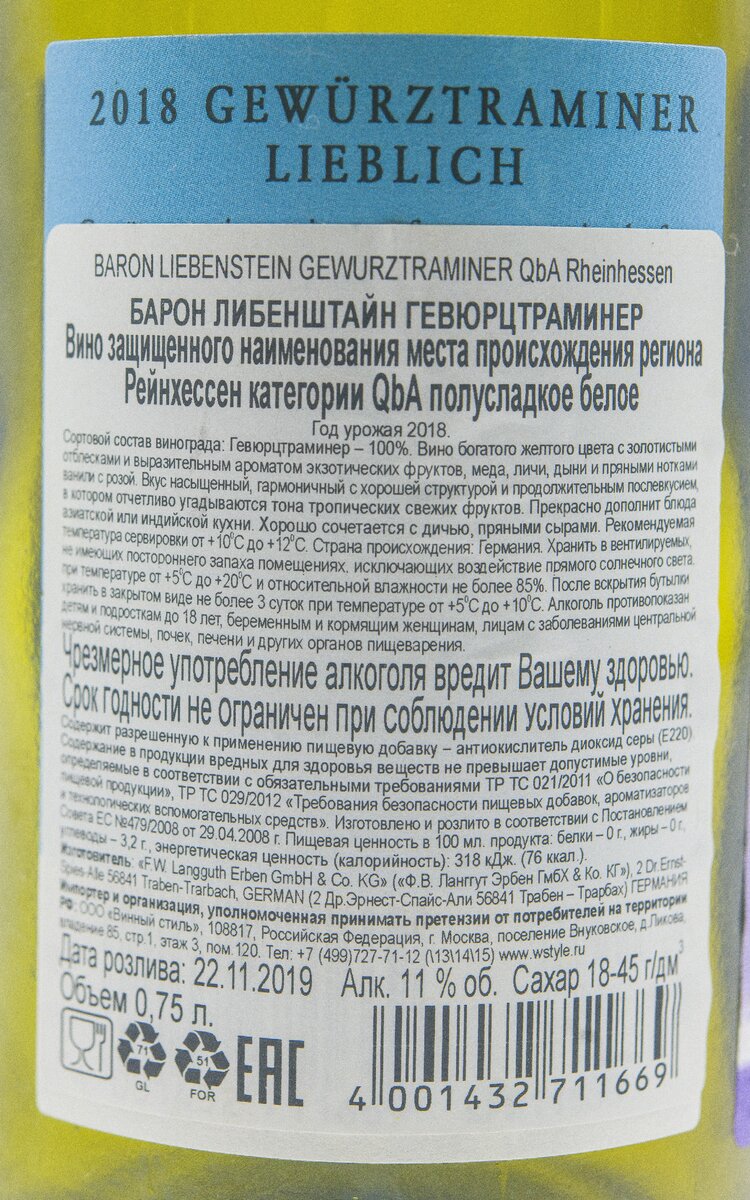 2018 GEWÜRZTRAMINER
LIEBLICH
BARON LIEBENSTEIN GEWURZTRAMINER QbA Rheinhessen
БАРОН ЛИБЕНШТАЙН ГЕВЮРЦТРАМИНЕР
Вино защищенного наименования места происхождения региона
Рейнхессен категории QbA полусладкое белое
Год урожая 2018.
Сортовой состав винограда: Гевюрцтраминер – 100%. Вино богатого желтого цвета с золотистыми
отблесками и выразительным ароматом экзотических фруктов, меда, личи, дыни и пряными нотками
ванили с розой. Вкус насыщенный, гармоничный с хорошей структурой и продолжительным послевкусием,
в котором отчетливо угадываются тона тропических свежих фруктов. Прекрасно дополнит блюда
азиатской или индийской кухни. Хорошо сочетается с дичью, пряными сырами. Рекомендуемая
температура сервировки от +10°С до +12°С. Страна происхождения: Германия. Хранить в вентилируемых,
не имеющих постороннего запаха помещениях, исключающих воздействие прямого солнечного света,
при температуре от +5°С до +20°С и относительной влажности не более 85%. После вскрытия бутылки
хранить в закрытом виде не более 3 суток при температуре от +5°С до +10°С. Алкоголь противопоказан
детям и подросткам до 18 лет, беременным и кормящим женщинам, лицам с заболеваниями центральной
нервной системы, почек, печени и других органов пищеварения.
Чрезмерное употребление алкоголя вредит Вашему здоровью.
Срок годности не ограничен при соблюдении условий хранения.
Содержит разрешенную к применению пищевую добавку – антиокислитель диоксид серы (Е220)
Содержание в продукции вредных для здоровья веществ не превышает допустимые уровни,
определяемые в соответствии с обязательными требованиями ТР ТС 021/2011 «О безопасности
пищевой продукции», ТР ТС 029/2012 «Требования безопасности пищевых добавок, ароматизаторов
и технологических вспомогательных средств». Изготовлено и розлито в соответствии с Постановлением
Совета ЕС №479/2008 от 29.04.2008 г. Пищевая ценность в 100 мл. продукта: белки – 0 г., жиры – 0 г.,
углеводы – 3,2 г., энергетическая ценность (калорийность): 318 кДж. (76 ккал.).
Изготовитель: «F.W. Langguth Erben GmbH & Co. KG» («Ф.В. Ланггут Эрбен ГмбХ & Ко. КГ»), 2 Dr.Ernst-
Spies-Alle 56841 Traben-Trarbach, GERMAN (2 Др.Эрнест-Спайс-Али 56841 Трабен – Трарбах) ГЕРМАНИЯ
Импортер и организация, уполномоченная принимать претензии от потребителей на территории
РФ: ООО «Винный стиль», 108817, Российская Федерация, г. Москва, поселение Внуковское, д.Ликова,
владение 85, стр.1, этаж 3, пом.120. Тел: +7 (499)727-71-12 (\13\14\15) www.wstyle.ru
Дата розлива: 22.11.2019 Алк. 11 % об. Сахар 18-45 г/дм³
Объем 0,75 л.
71
GL
51
FOR
EAC
4 001432 711669